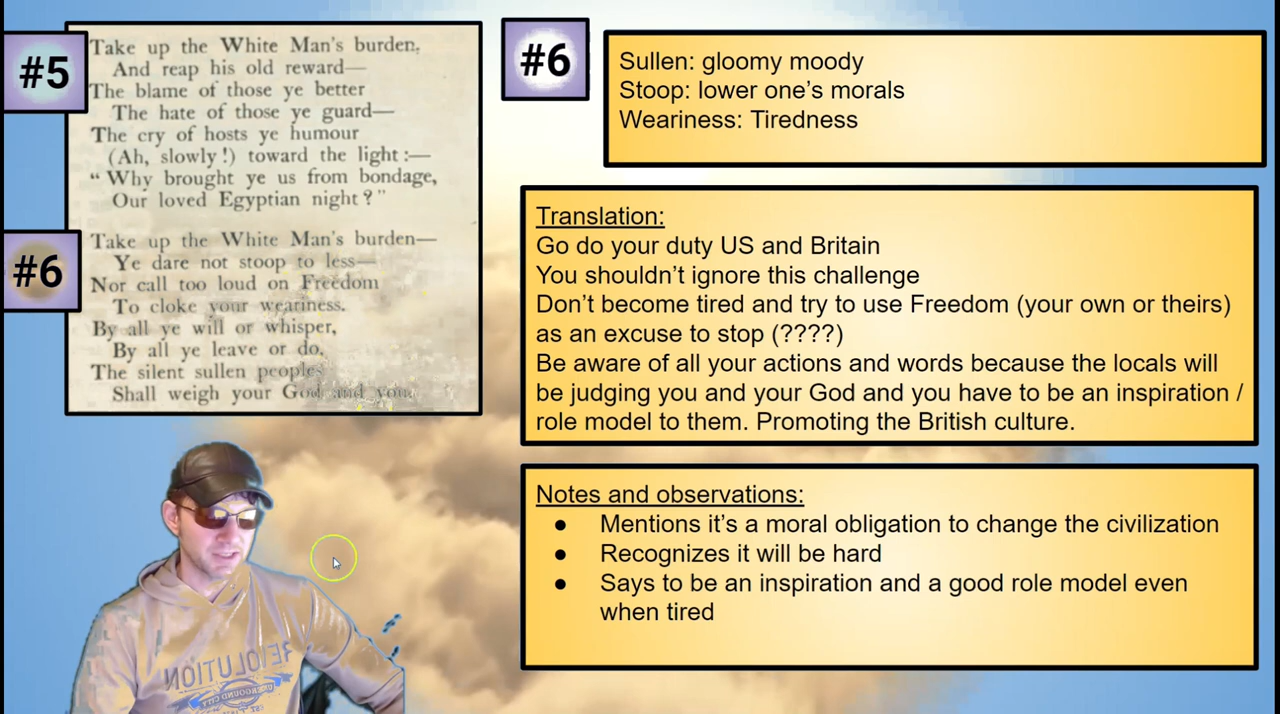 #5
Take up the White Man's burden,
And reap his old reward—
The blame of those ye better
The hate of those ye guard—
The cry of hosts ye humour
(Ah, slowly!) toward the light:—
“Why brought ye us from bondage,
Our loved Egyptian night?”
#6
Take up the White Man's burden—
Ye dare not stoop to less—
Nor call too loud on Freedom
To cloke your weariness.
By all ye will or whisper,
By all ye leave or do,
The silent sullen peoples
Shall weigh your God and you.
#6
Sullen: gloomy moody
Stoop: lower one’s morals
Weariness: Tiredness
Translation:
Go do your duty US and Britain
You shouldn’t ignore this challenge
Don’t become tired and try to use Freedom (your own or theirs)
as an excuse to stop (????)
Be aware of all your actions and words because the locals will
be judging you and your God and you have to be an inspiration /
role model to them. Promoting the British culture.
Notes and observations:
● Mentions it’s a moral obligation to change the civilization
● Recognizes it will be hard
● Says to be an inspiration and a good role model even
when tired
REVOLUTION
UNDERGROUND CITY